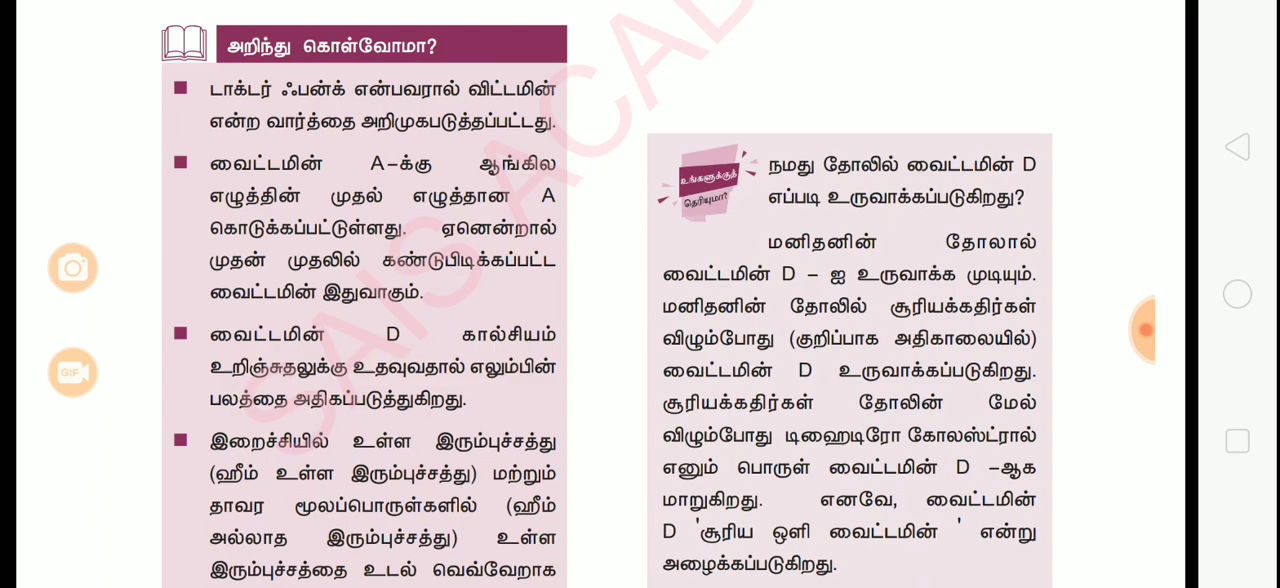 அறிந்து கொள்வோமா?
டாக்டர் ஃபன்க் என்பவரால் விட்டமின்
என்ற வார்த்தை அறிமுகபடுத்தப்பட்டது.
வைட்டமின் A-க்கு ஆங்கில
எழுத்தின் முதல் எழுத்தான A
கொடுக்கப்பட்டுள்ளது. ஏனென்றால்
முதன் முதலில் கண்டுபிடிக்கப்பட்ட
வைட்டமின் இதுவாகும்.
வைட்டமின் D கால்சியம்
உறிஞ்சுதலுக்கு உதவுவதால் எலும்பின்
பலத்தை அதிகப்படுத்துகிறது.
இறைச்சியில் உள்ள இரும்புச்சத்து
(ஹீம் உள்ள இரும்புச்சத்து) மற்றும்
தாவர மூலப்பொருள்களில் (ஹீம்
அல்லாத இரும்புச்சத்து) உள்ள
இரும்புச்சத்தை உடல் வெவ்வேறாக
உங்களுக்குத்
தெரியுமா?
நமது தோலில் வைட்டமின் D
எப்படி உருவாக்கப்படுகிறது?
மனிதனின் தோலால்
வைட்டமின் D – ஐ உருவாக்க முடியும்.
மனிதனின் தோலில் சூரியக்கதிர்கள்
விழும்போது (குறிப்பாக அதிகாலையில்)
வைட்டமின் D உருவாக்கப்படுகிறது.
சூரியக்கதிர்கள் தோலின் மேல்
விழும்போது டிஹைடிரோ கோலஸ்ட்ரால்
எனும் பொருள் வைட்டமின் D –ஆக
மாறுகிறது. எனவே, வைட்டமின்
D 'சூரிய ஒளி வைட்டமின் ' என்று
அழைக்கப்படுகிறது.
SAIS ACAD
GIF